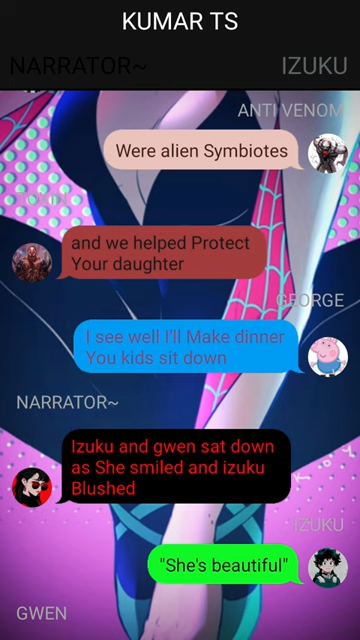 KUMAR TS
NARRATOR~
IZUKU
ANTI VENOM
Were alien Symbiotes
and we helped Protect
Your daughter
GEORGE
I see well I'll Make dinner
You kids sit down
NARRATOR~
Izuku and gwen sat down
as She smiled and izuku
Blushed
IZUKU
"She's beautiful"
GWEN